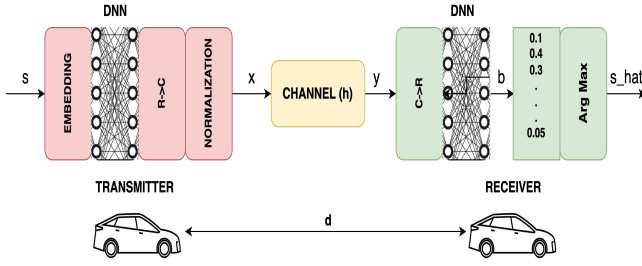 DNN
DNN
s
EMBEDDING
R->C
NORMALIZATION
x
CHANNEL (h)
y
C->R
b
0.1
0.4
0.3
.
.
.
0.05
Arg Max
s_hat
TRANSMITTER
RECEIVER
d